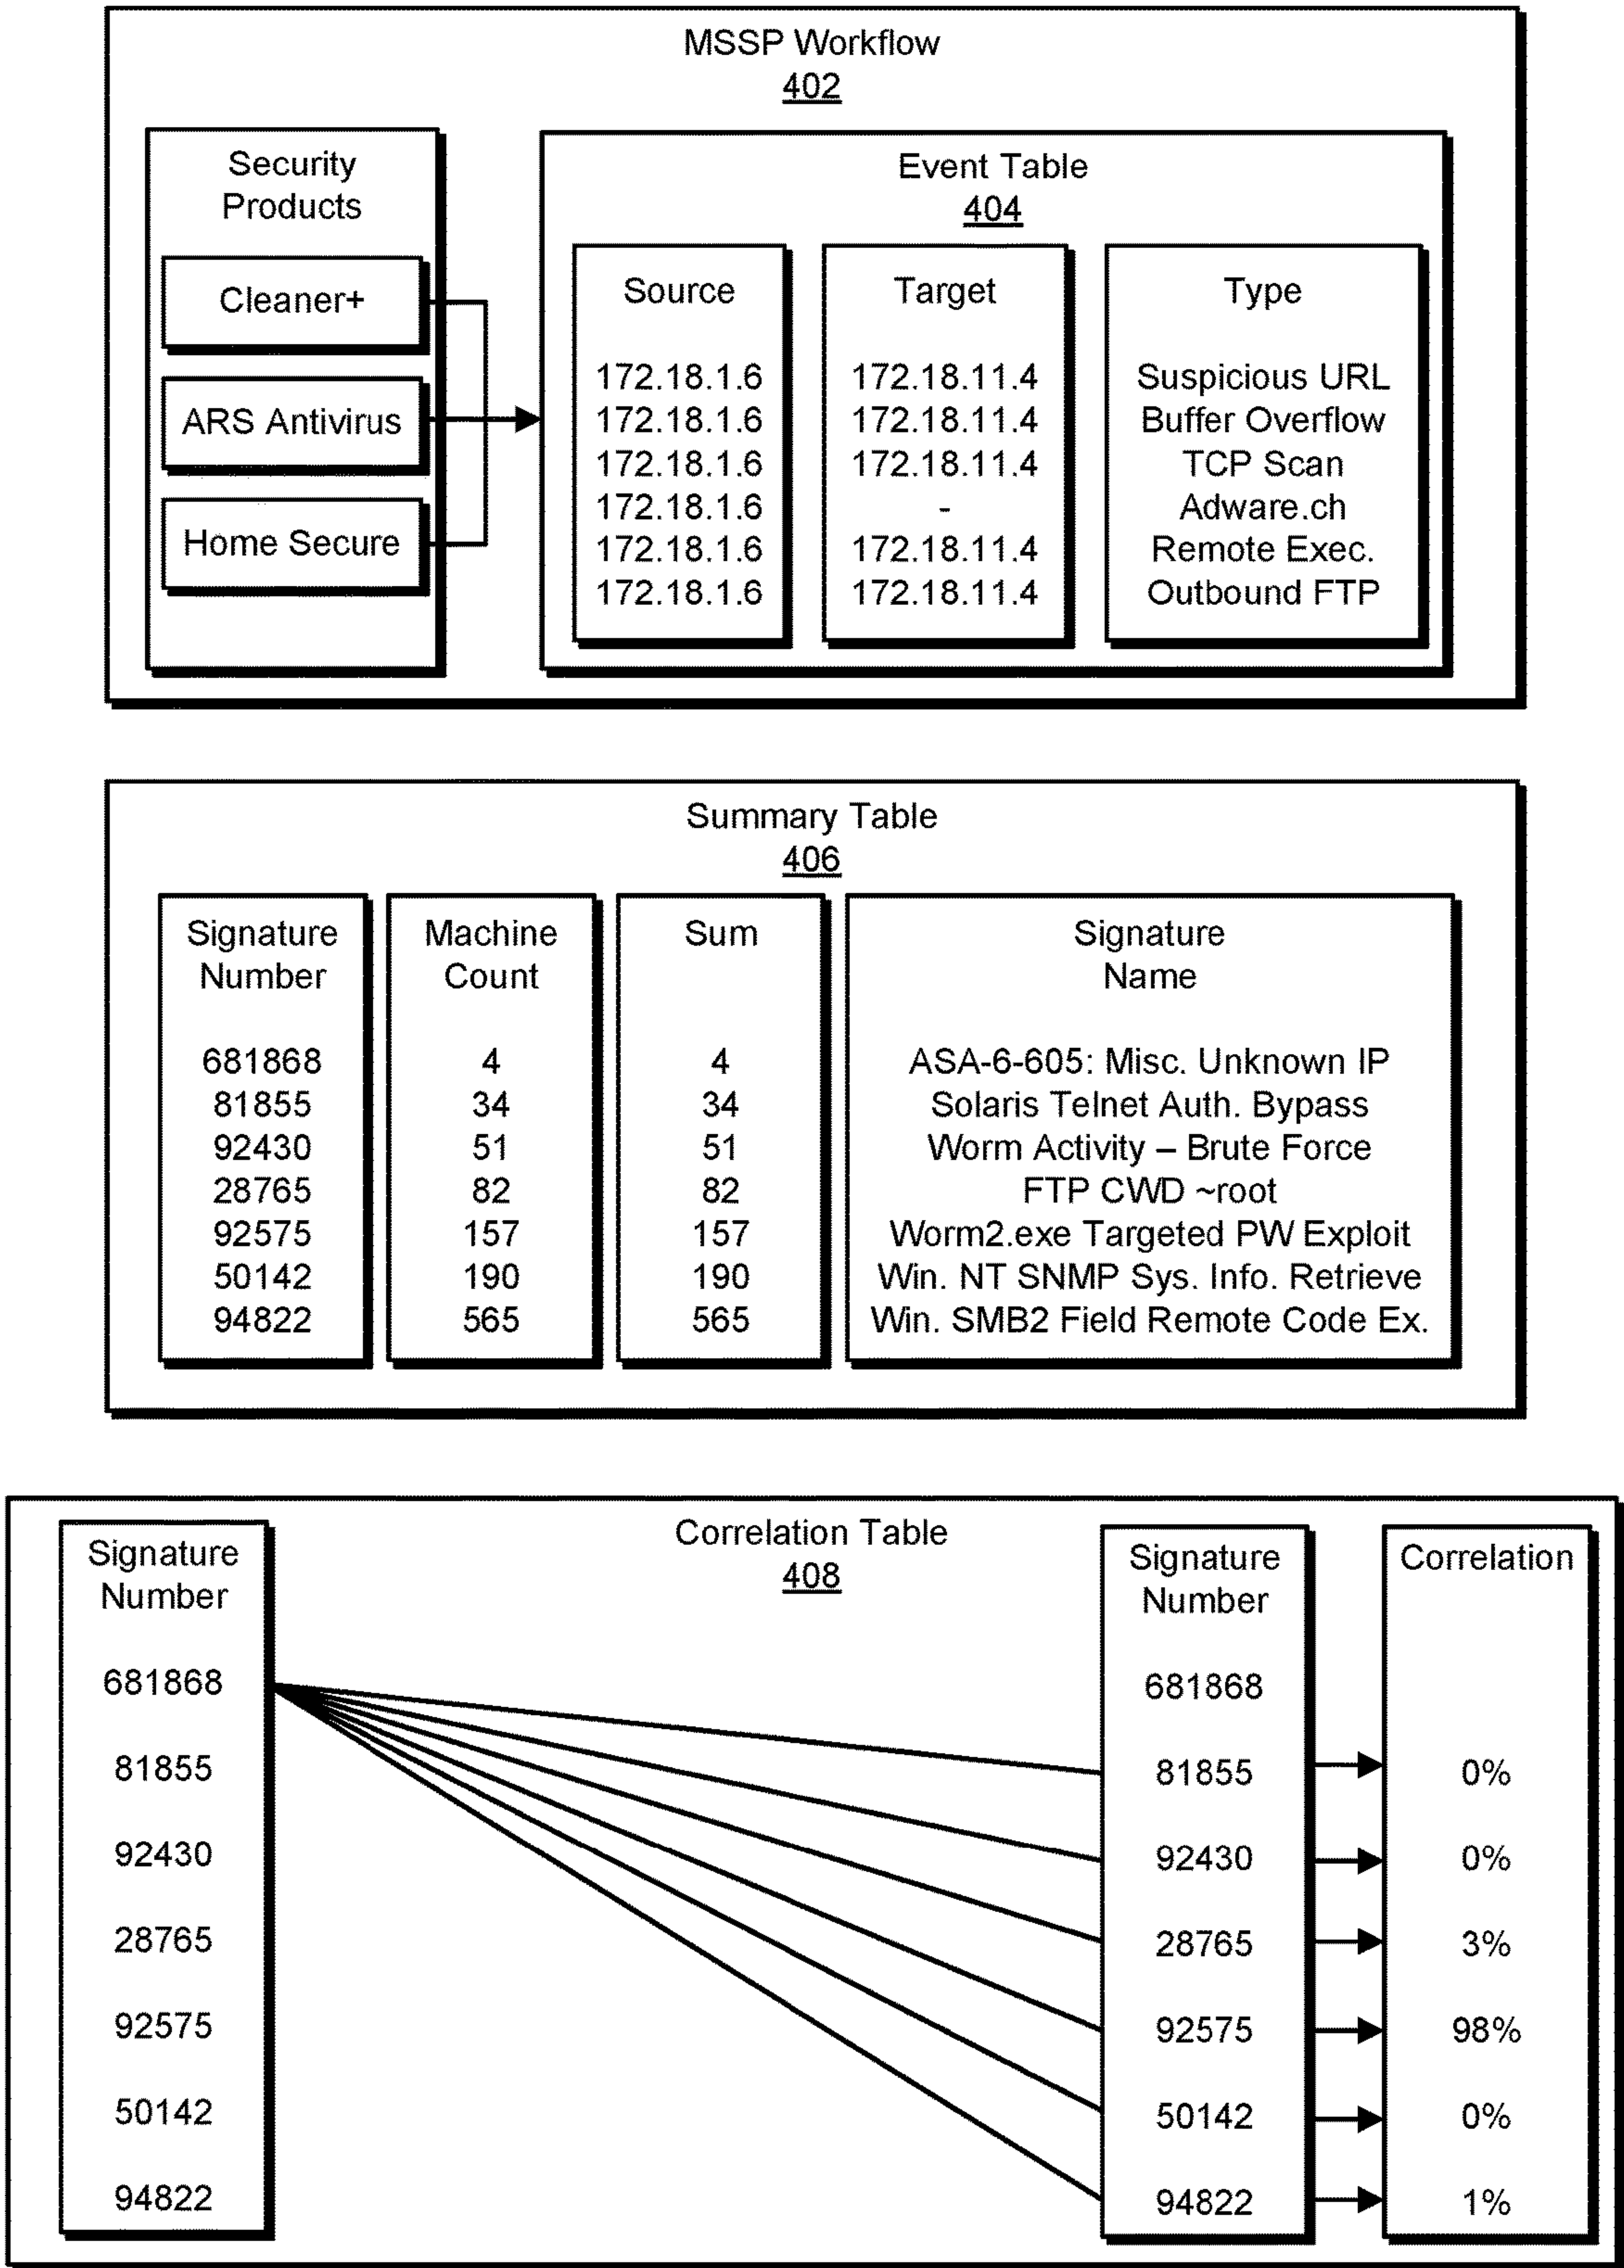 MSSP Workflow
402
Security
Products
Cleaner+
ARS Antivirus
Home Secure
Event Table
404
Source Target Type
172.18.1.6 172.18.11.4 Suspicious URL
172.18.1.6 172.18.11.4 Buffer Overflow
172.18.1.6 172.18.11.4 TCP Scan
172.18.1.6 - Adware.ch
172.18.1.6 172.18.11.4 Remote Exec.
172.18.1.6 172.18.11.4 Outbound FTP
Summary Table
406
Signature Machine Sum Signature
Number Count Name
681868 4 4 ASA-6-605: Misc. Unknown IP
81855 34 34 Solaris Telnet Auth. Bypass
92430 51 51 Worm Activity – Brute Force
28765 82 82 FTP CWD ~root
92575 157 157 Worm2.exe Targeted PW Exploit
50142 190 190 Win. NT SNMP Sys. Info. Retrieve
94822 565 565 Win. SMB2 Field Remote Code Ex.
Correlation Table
408
Signature Signature Correlation
Number Number
681868 681868
81855 81855 0%
92430 92430 0%
28765 28765 3%
92575 92575 98%
50142 50142 0%
94822 94822 1%